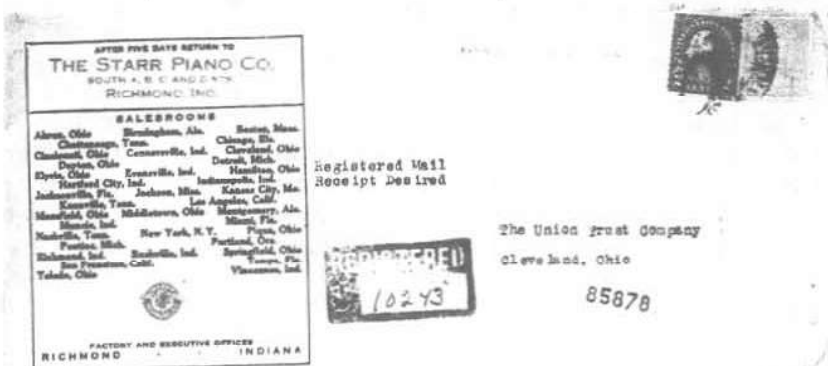 AFTER FIVE DAYS RETURN TO
THE STARR PIANO CO.
SOUTH A, B, C AND D STS.
RICHMOND, IND.
SALESROOMS
Akron, Ohio Birmingham, Ala. Boston, Mass.
Chattanooga, Tenn. Chicago, Ills.
Cincinnati, Ohio Connersville, Ind. Cleveland, Ohio
Dayton, Ohio Detroit, Mich.
Elyria, Ohio Evansville, Ind. Hamilton, Ohio
Hartford City, Ind. Indianapolis, Ind.
Jacksonville, Fla. Jackson, Miss. Kansas City, Mo.
Knoxville, Tenn. Los Angeles, Calif.
Mansfield, Ohio Middletown, Ohio Montgomery, Ala.
Muncie, Ind. Miami, Fla.
Nashville, Tenn. New York, N.Y. Piqua, Ohio
Pontiac, Mich. Portland, Ore.
Richmond, Ind. Rushville, Ind. Springfield, Ohio
San Francisco, Calif. Tampa, Fla.
Toledo, Ohio Vincennes, Ind.
FACTORY AND EXECUTIVE OFFICES
RICHMOND - - INDIANA
Registered Mail
Receipt Desired
REGISTERED
10243
The Union Trust Company
Cleveland, Ohio
85878